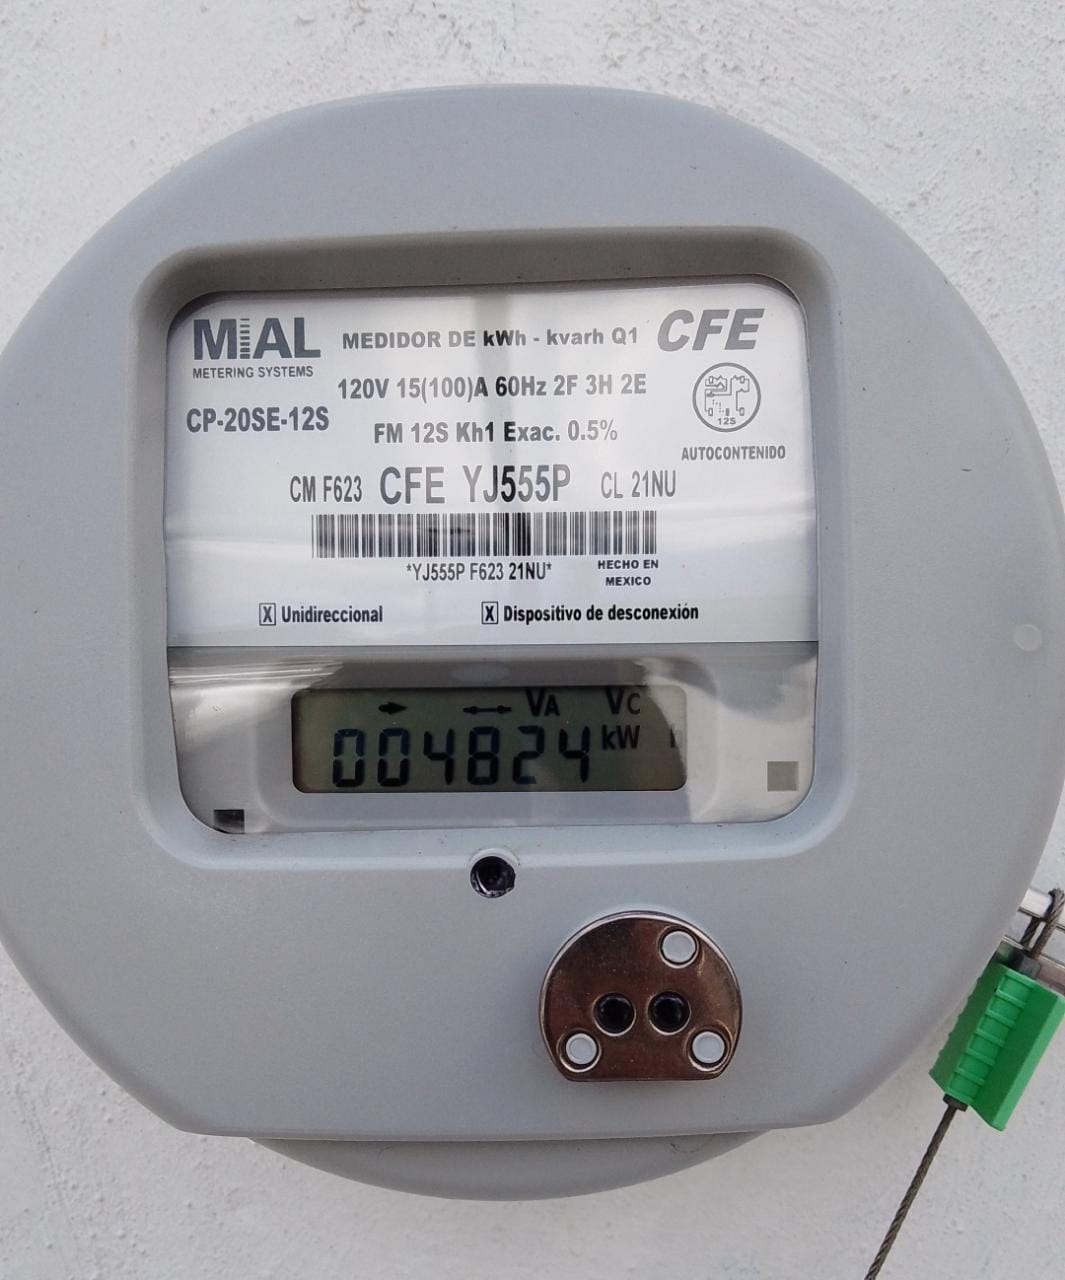 MIAL
METERING SYSTEMS
MEDIDOR DE kWh - kvarh Q1
CFE
120V 15(100)A 60Hz 2F 3H 2E
CP-20SE-12S
FM 12S Kh1 Exac. 0.5%
12S
AUTOCONTENIDO
CM F623 CFE YJ555P CL 21NU
*YJ555P F623 21NU*
HECHO EN
MEXICO
X Unidireccional
X Dispositivo de desconexión
VA VC
004824 kW h